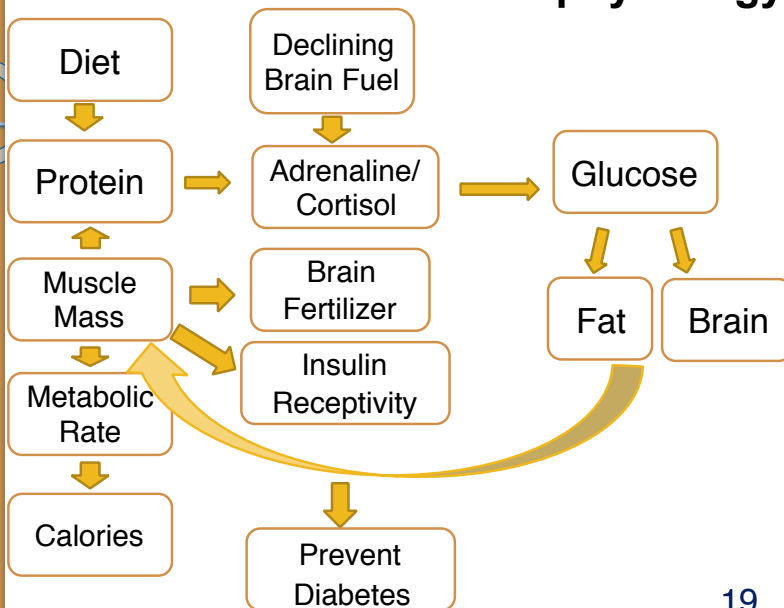 Diet
Declining
Brain Fuel
Protein
Adrenaline/
Cortisol
Glucose
Muscle
Mass
Brain
Fertilizer
Fat
Brain
Insulin
Receptivity
Metabolic
Rate
Calories
Prevent
Diabetes
19